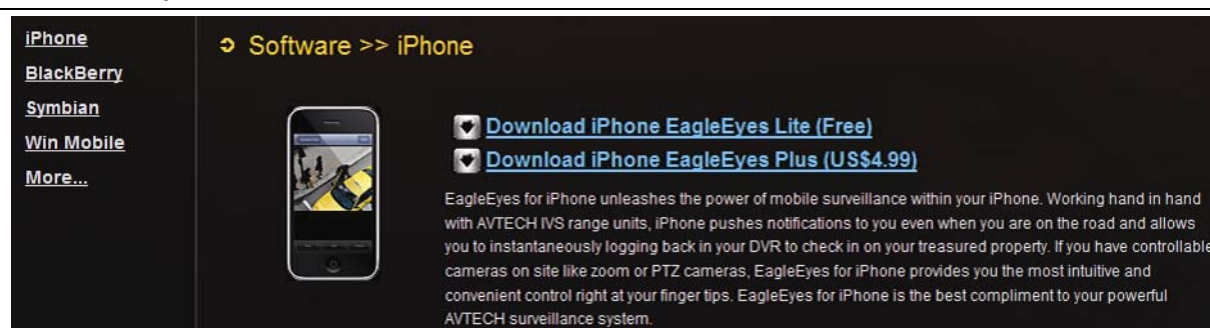 iPhone
BlackBerry
Symbian
Win Mobile
More...
Software >> iPhone
Download iPhone EagleEyes Lite (Free)
Download iPhone EagleEyes Plus (US$4.99)
EagleEyes for iPhone unleashes the power of mobile surveillance within your iPhone. Working hand in hand
with AVTECH IVS range units, iPhone pushes notifications to you even when you are on the road and allows
you to instantaneously logging back in your DVR to check in on your treasured property. If you have controllable
cameras on site like zoom or PTZ cameras, EagleEyes for iPhone provides you the most intuitive and
convenient control right at your finger tips. EagleEyes for iPhone is the best compliment to your powerful
AVTECH surveillance system.